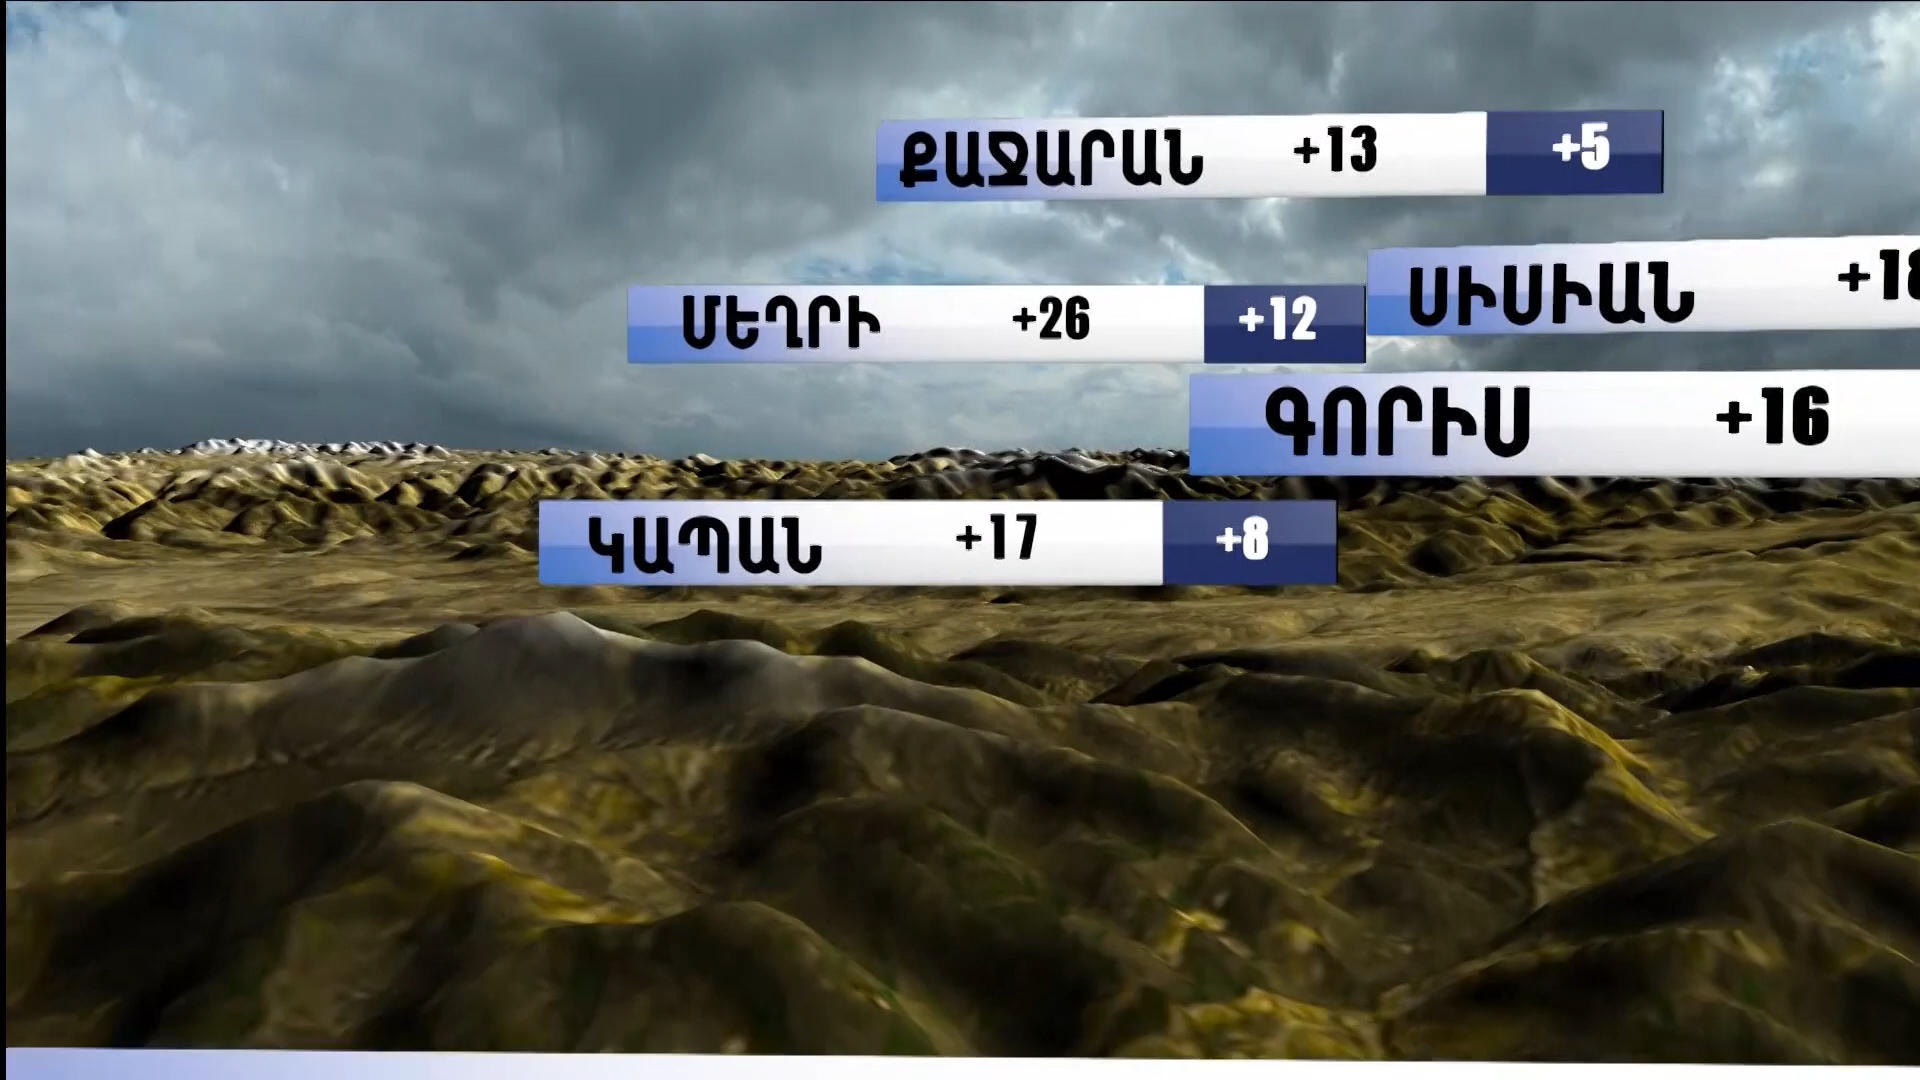 ՔԱՋԱՐԱՆ +13 +5
ՍԻՍԻԱՆ
ՄԵՂՐԻ +26 +12
ԳՈՐԻՍ +16
ԿԱՊԱՆ +17 +8